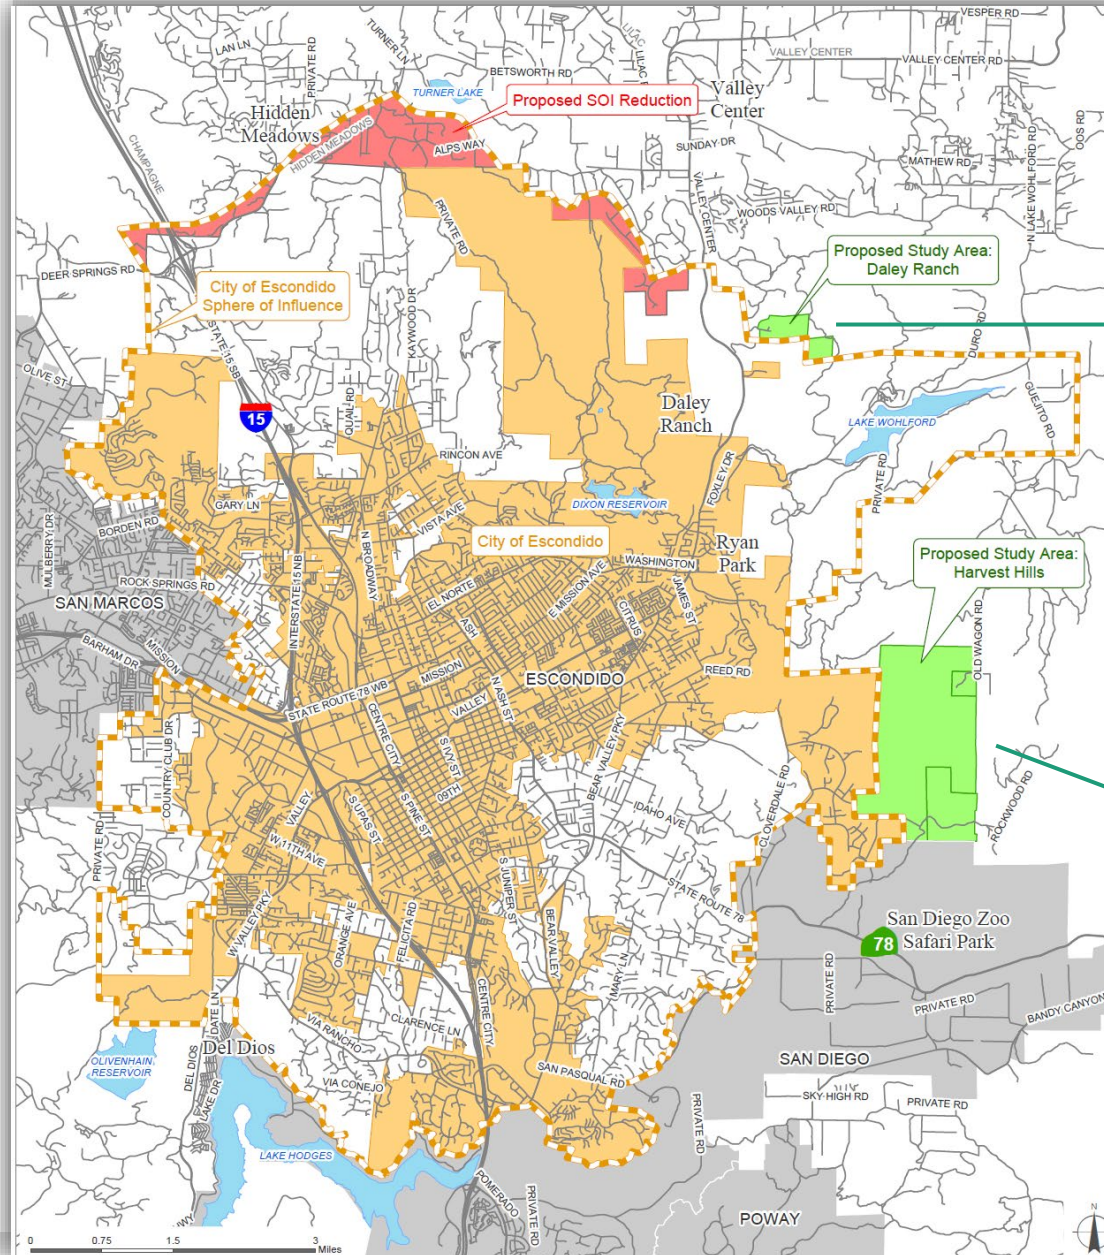 VESPER RD
TURNER LN
LAN LN
PRIVATE RD
LILAC
LILAC
VALLEY CENTER
VALLEY CENTER RD
BETSWORTH RD
TURNER LAKE
Valley
Center
Proposed SOI Reduction
Hidden
Meadows
HIDDEN MEADOWS
ALPS WAY
SUNDAY DR
OOS RD
CHAMPAGNE
MATHEW RD
N LAKE WOHLFORD RD
VALLEY CENTER
WOODS VALLEY RD
PRIVATE RD
Proposed Study Area:
Daley Ranch
DEER SPRINGS RD
City of Escondido
Sphere of Influence
KAYWOOD DR
STATE 15 SB
DURO RD
OLIVE ST
GUEJITO RD
15
QUAIL RD
Daley
Ranch
LAKE WOHLFORD
RINCON AVE
FOXLEY DR
PRIVATE RD
GARY LN
DIXON RESERVOIR
MULBERRY DR
BORDEN RD
VISTA AVE
N BROADWAY
City of Escondido
Ryan
Park
Proposed Study Area:
Harvest Hills
WASHINGTON
ROCK SPRINGS RD
INTERSTATE 15 NB
EL NORTE
E MISSION AVE
JAMES ST
SAN MARCOS
ASH
CITRUS
OLD WAGON RD
BARHAM DR
MISSION
MISSION
REED RD
ESCONDIDO
STATE ROUTE 78 WB
VALLEY
N ASH ST
COUNTRY CLUB DR
CENTRE CITY
S IVY ST
BEAR VALLEY PKY
09TH
CLOVERDALE RD
ROCKWOOD RD
VALLEY
S UPAS ST
S PINE ST
IDAHO AVE
PRIVATE RD
W 11TH AVE
S JUNIPER ST
STATE ROUTE 78
W VALLEY PKY
ORANGE AVE
FELICITA RD
BEAR VALLEY
San Diego Zoo
Safari Park
78
MARY LN
PRIVATE RD
CENTRE CITY
PRIVATE RD
BANDY CANYON
DATE LN
VIA RANCHO
CLARENCE LN
Del Dios
OLIVENHAIN
RESERVOIR
DEL DIOS
LAKE DR
SAN DIEGO
SAN PASQUAL RD
VIA CONEJO
SKY HIGH RD
PRIVATE RD
PRIVATE RD
LAKE HODGES
POMERADO
PRIVATE RD
POWAY
HWY
N
0 0.75 1.5 3
Miles